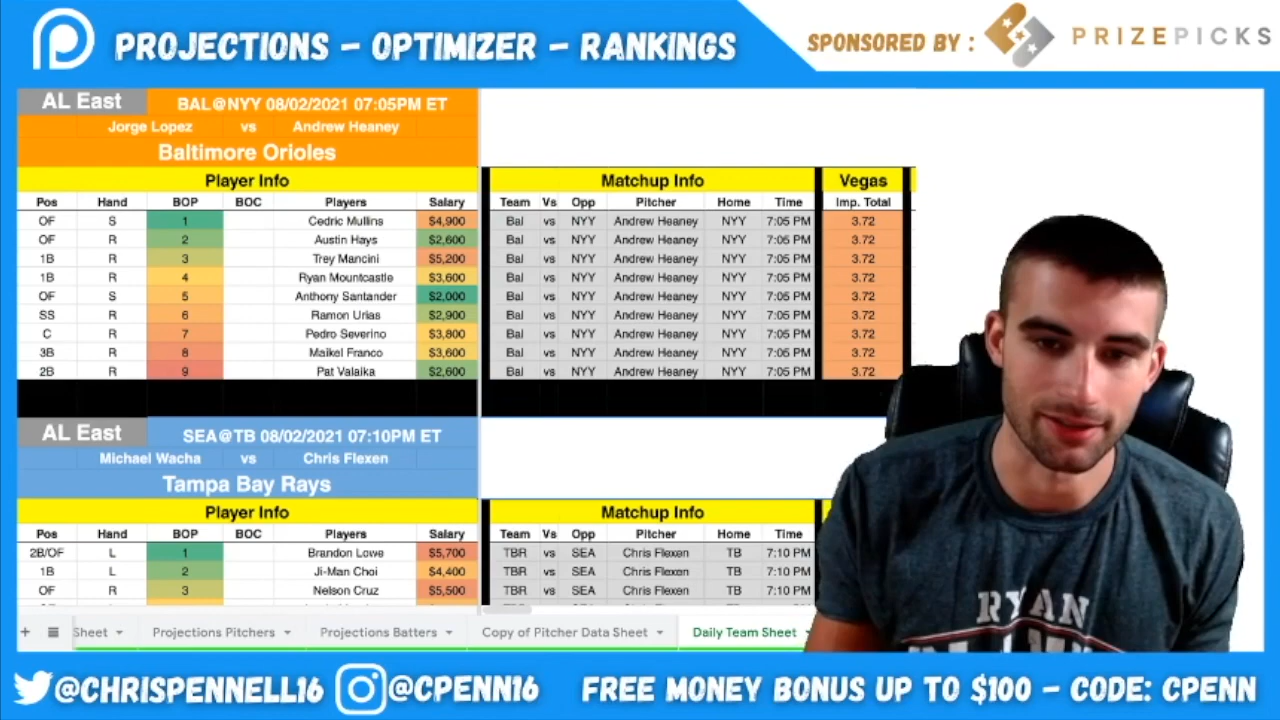 PROJECTIONS – OPTIMIZER – RANKINGS
SPONSORED BY : PRIZEPICKS
AL East BAL@NYY 08/02/2021 07:05PM ET
Jorge Lopez vs Andrew Heaney
Baltimore Orioles
Player Info Matchup Info Vegas
Pos Hand BOP BOC Players Salary Team Vs Opp Pitcher Home Time Imp. Total
OF S 1 Cedric Mullins $4,900 Bal vs NYY Andrew Heaney NYY 7:05 PM 3.72
OF R 2 Austin Hays $2,600 Bal vs NYY Andrew Heaney NYY 7:05 PM 3.72
1B R 3 Trey Mancini $5,200 Bal vs NYY Andrew Heaney NYY 7:05 PM 3.72
1B R 4 Ryan Mountcastle $3,600 Bal vs NYY Andrew Heaney NYY 7:05 PM 3.72
OF S 5 Anthony Santander $2,000 Bal vs NYY Andrew Heaney NYY 7:05 PM 3.72
SS R 6 Ramon Urias $2,900 Bal vs NYY Andrew Heaney NYY 7:05 PM 3.72
C R 7 Pedro Severino $3,800 Bal vs NYY Andrew Heaney NYY 7:05 PM 3.72
3B R 8 Maikel Franco $3,600 Bal vs NYY Andrew Heaney NYY 7:05 PM 3.72
2B R 9 Pat Valaika $2,600 Bal vs NYY Andrew Heaney NYY 7:05 PM 3.72
AL East SEA@TB 08/02/2021 07:10PM ET
Michael Wacha vs Chris Flexen
Tampa Bay Rays
Player Info Matchup Info
Pos Hand BOP BOC Players Salary Team Vs Opp Pitcher Home Time
2B/OF L 1 Brandon Lowe $5,700 TBR vs SEA Chris Flexen TB 7:10 PM
1B L 2 Ji-Man Choi $4,400 TBR vs SEA Chris Flexen TB 7:10 PM
OF R 3 Nelson Cruz $5,500 TBR vs SEA Chris Flexen TB 7:10 PM
Sheet Projections Pitchers Projections Batters Copy of Pitcher Data Sheet Daily Team Sheet
RYAN
@CHRISPENNELL16 @CPENN16 FREE MONEY BONUS UP TO $100 – CODE: CPENN